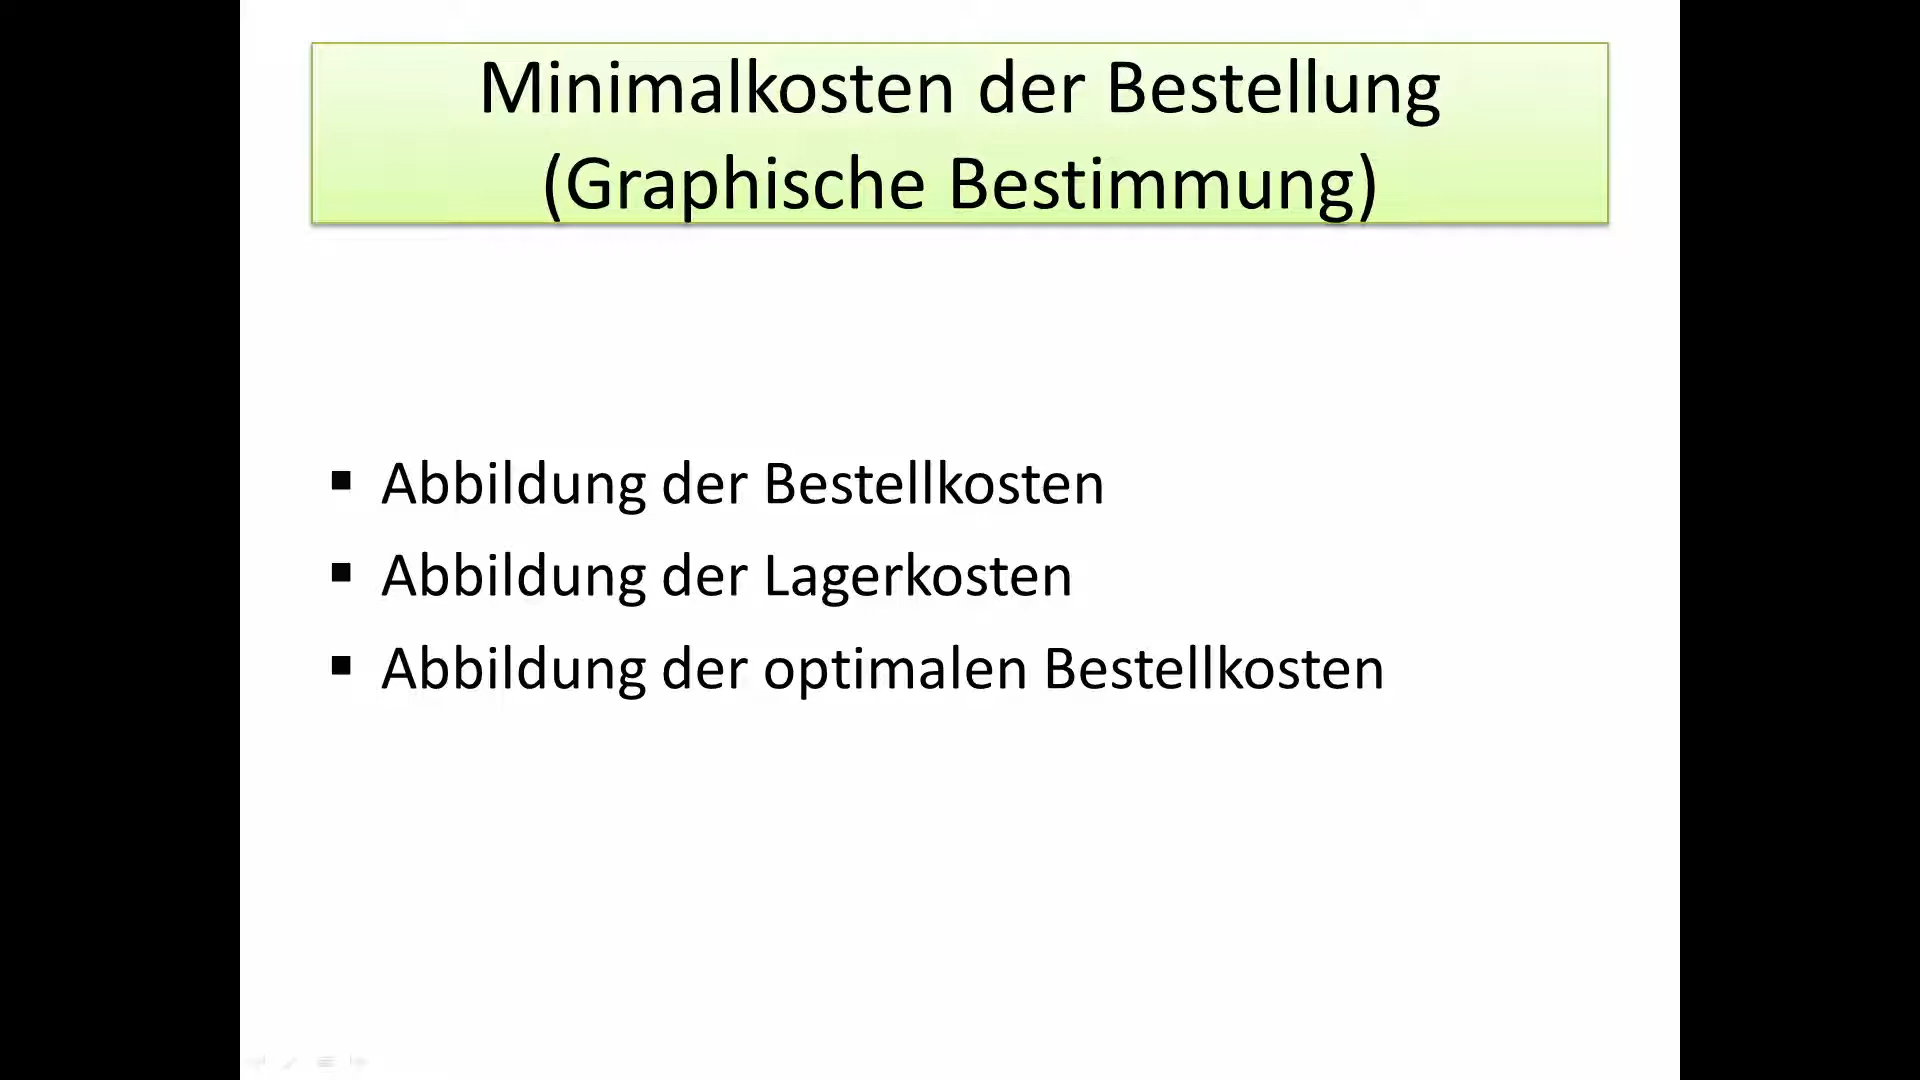 Minimalkosten der Bestellung
(Graphische Bestimmung)
▪ Abbildung der Bestellkosten
▪ Abbildung der Lagerkosten
▪ Abbildung der optimalen Bestellkosten